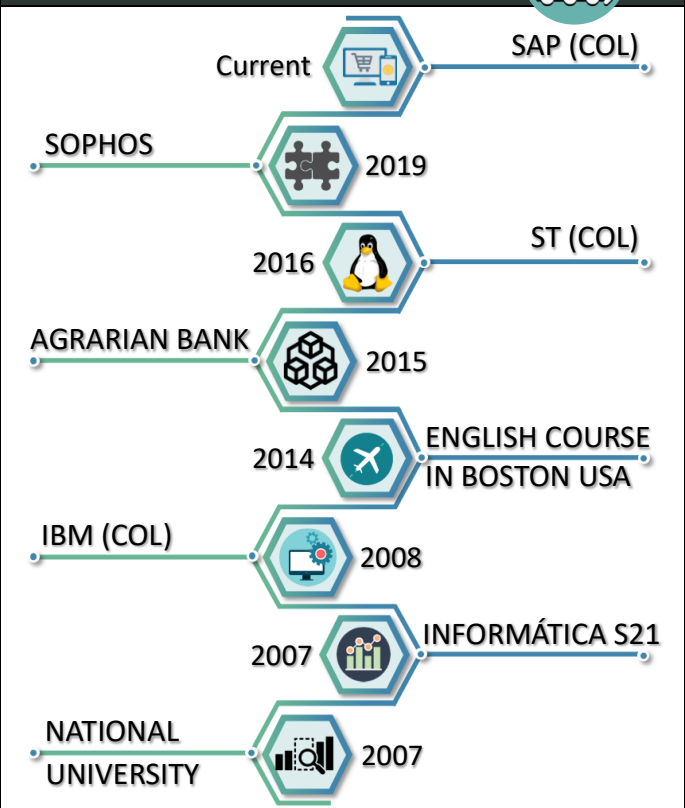 Current
SAP (COL)
SOPHOS
2019
2016
ST (COL)
AGRARIAN BANK
2015
2014
ENGLISH COURSE
IN BOSTON USA
IBM (COL)
2008
2007
INFORMÁTICA S21
NATIONAL
UNIVERSITY
2007